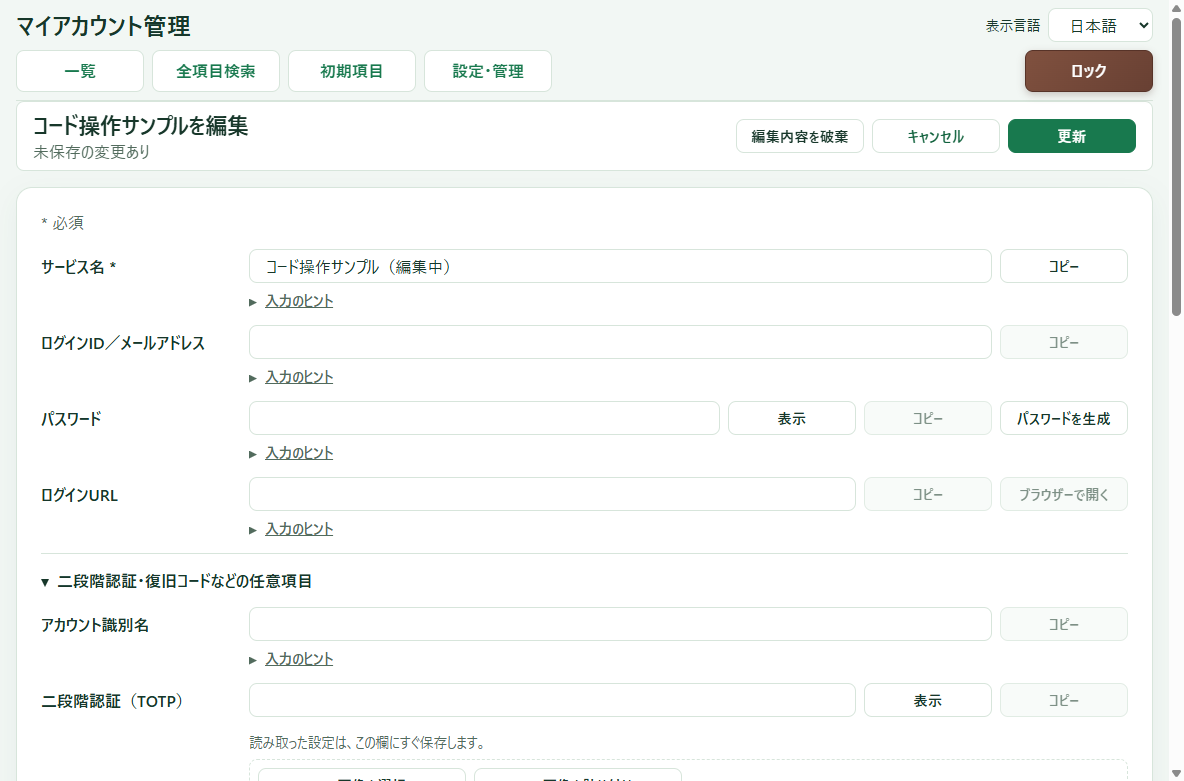 マイアカウント管理
表示言語 日本語
一覧 全項目検索 初期項目 設定・管理 ロック
コード操作サンプルを編集
未保存の変更あり
編集内容を破棄 キャンセル 更新
* 必須
サービス名 * コード操作サンプル（編集中） コピー
▶ 入力のヒント
ログインID／メールアドレス コピー
▶ 入力のヒント
パスワード 表示 コピー パスワードを生成
▶ 入力のヒント
ログインURL コピー ブラウザーで開く
▶ 入力のヒント
▼ 二段階認証・復旧コードなどの任意項目
アカウント識別名 コピー
▶ 入力のヒント
二段階認証（TOTP） 表示 コピー
読み取った設定は、この欄にすぐ保存します。